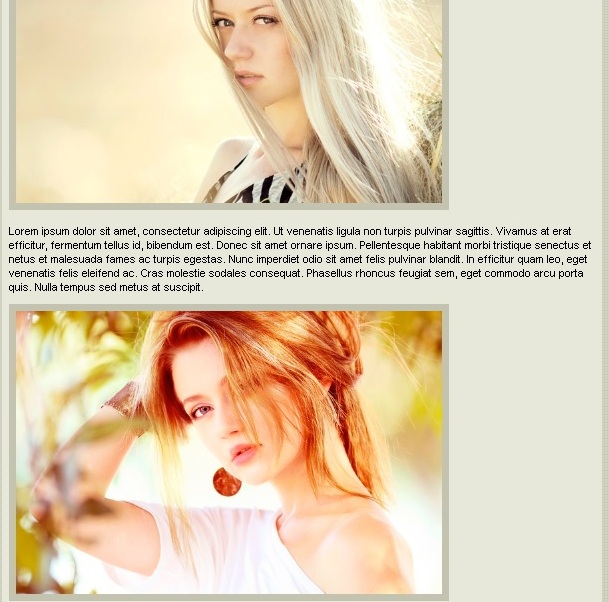 Lorem ipsum dolor sit amet, consectetur adipiscing elit. Ut venenatis ligula non turpis pulvinar sagittis. Vivamus at erat
efficitur, fermentum tellus id, bibendum est. Donec sit amet ornare ipsum. Pellentesque habitant morbi tristique senectus et
netus et malesuada fames ac turpis egestas. Nunc imperdiet odio sit amet felis pulvinar blandit. In efficitur quam leo, eget
venenatis felis eleifend ac. Cras molestie sodales consequat. Phasellus rhoncus feugiat sem, eget commodo arcu porta
quis. Nulla tempus sed metus at suscipit.